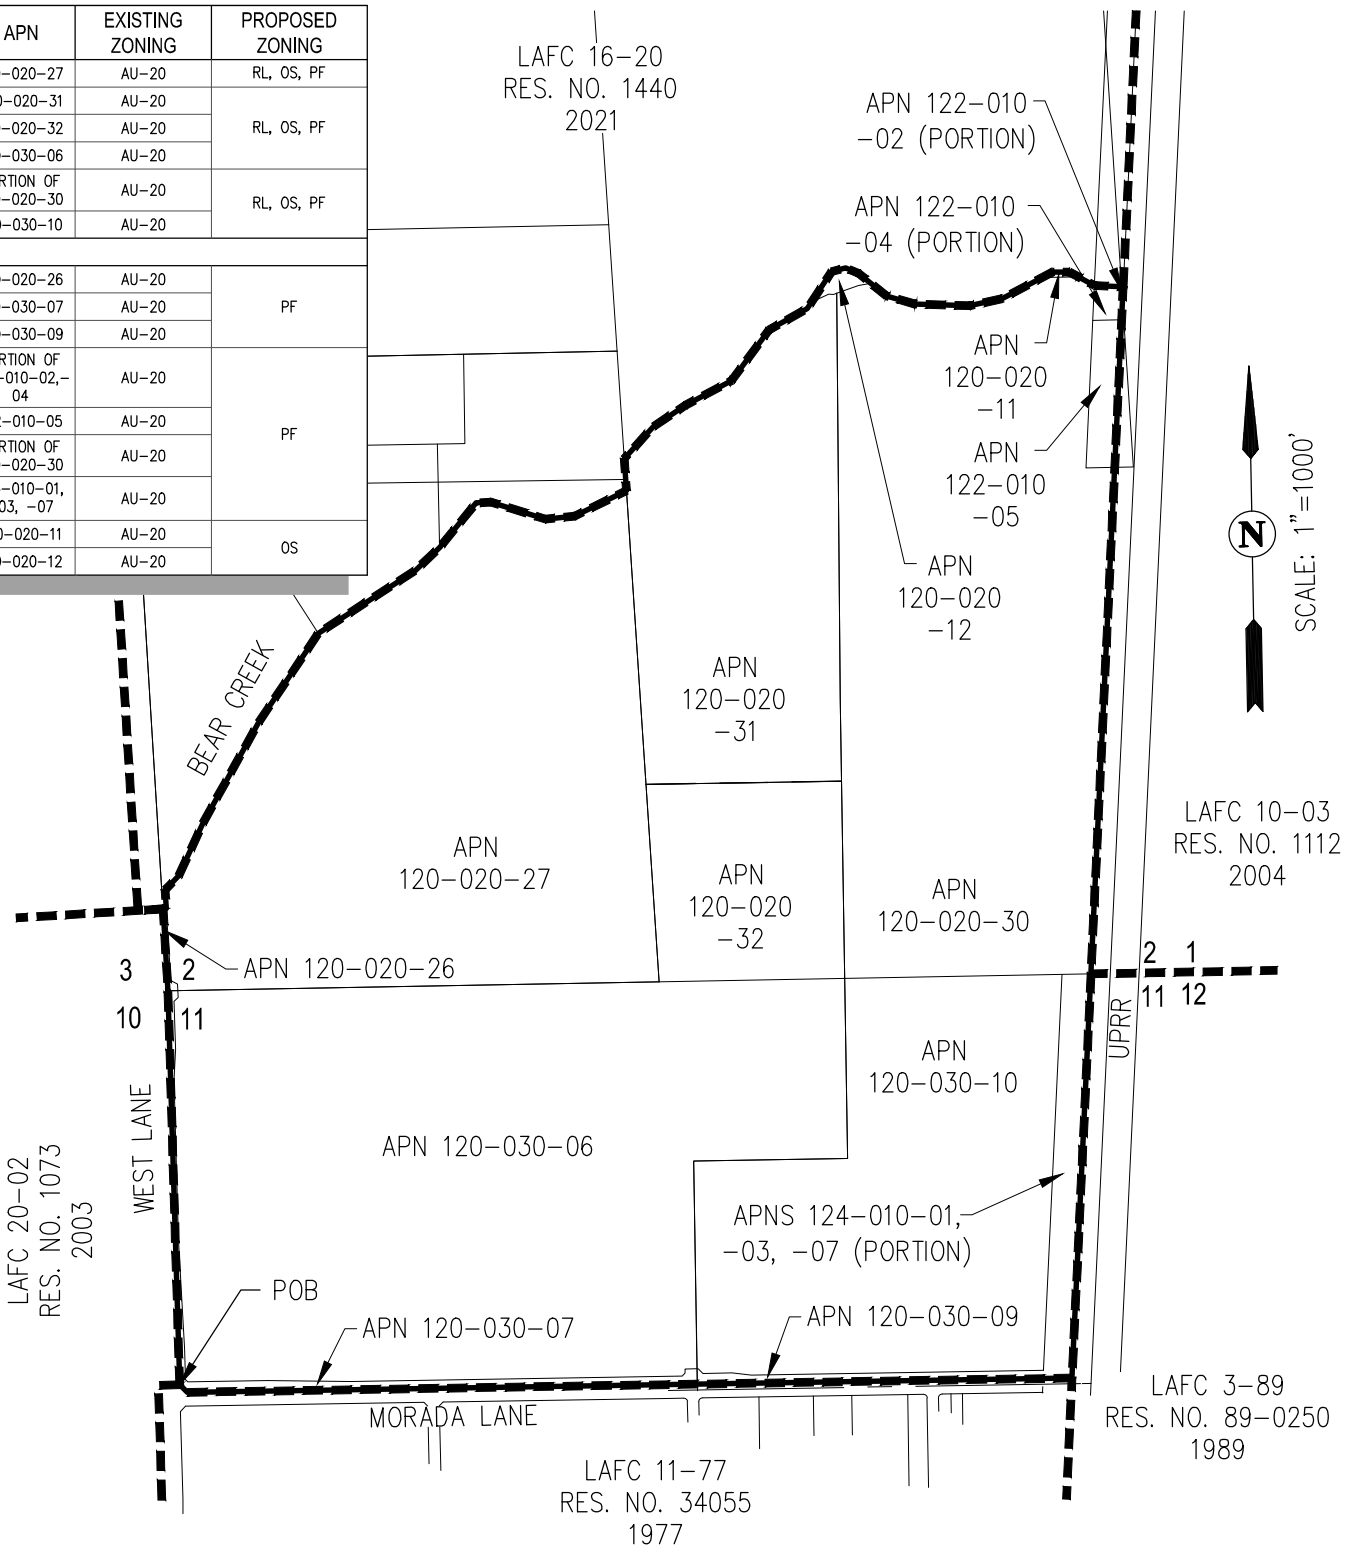 APN
EXISTING
ZONING
PROPOSED
ZONING
-020-27 AU-20 RL, OS, PF
0-020-31 AU-20
-020-32 AU-20 RL, OS, PF
-030-06 AU-20
RTION OF
-020-30 AU-20 RL, OS, PF
-030-10 AU-20
-020-26 AU-20
-030-07 AU-20 PF
-030-09 AU-20
RTION OF
-010-02,-
04 AU-20
-010-05 AU-20 PF
RTION OF
-020-30 AU-20
-010-01,
03, -07 AU-20
0-020-11 AU-20 OS
-020-12 AU-20
LAFC 16-20
RES. NO. 1440
2021
APN 122-010
-02 (PORTION)
APN 122-010
-04 (PORTION)
APN
120-020
-11
APN
122-010
-05
APN
120-020
-12
N
SCALE: 1"=1000'
BEAR CREEK
APN
120-020
-31
APN
120-020-27
APN
120-020
-32
APN
120-020-30
LAFC 10-03
RES. NO. 1112
2004
APN 120-020-26
3 2
10 11
2 1
11 12
UPRR
APN
120-030-10
WEST LANE
APN 120-030-06
LAFC 20-02
RES. NO. 1073
2003
APNS 124-010-01,
-03, -07 (PORTION)
POB
APN 120-030-07
APN 120-030-09
MORADA LANE
LAFC 3-89
RES. NO. 89-0250
1989
LAFC 11-77
RES. NO. 34055
1977